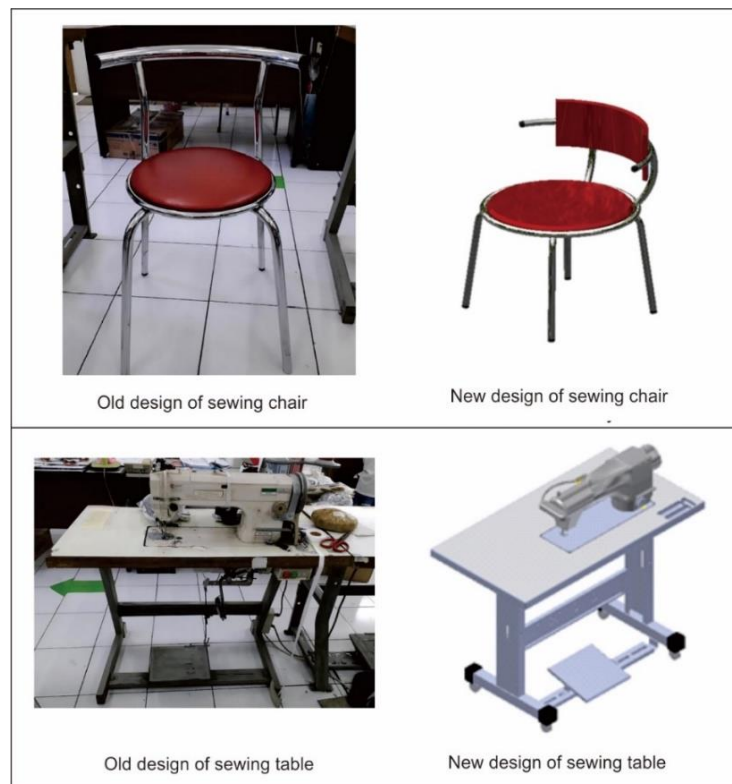 Old design of sewing chair
New design of sewing chair
Old design of sewing table
New design of sewing table